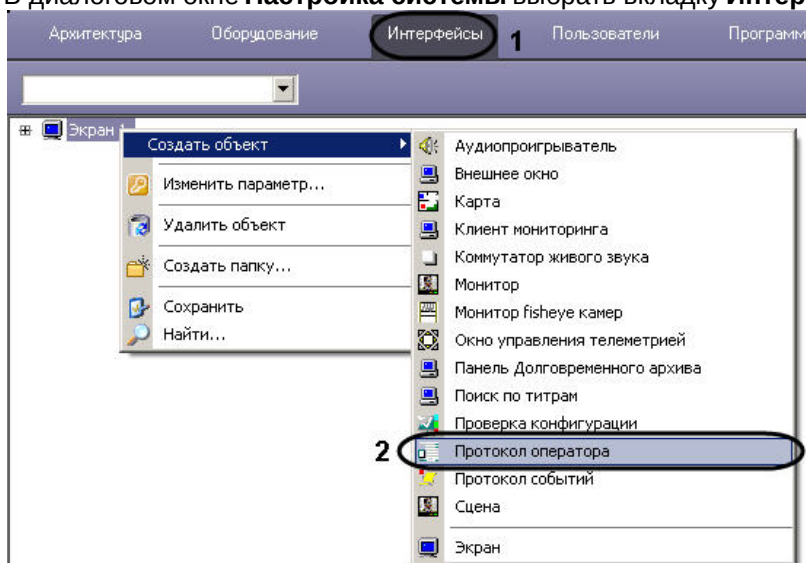 В диалоговом окне Настройка системы выбрать вкладку Интер
Архитектура Оборудование Интерфейсы 1 Пользователи Программ
Экран 1
Создать объект
Изменить параметр...
Удалить объект
Создать папку...
Сохранить
Найти...
Аудиопроигрыватель
Внешнее окно
Карта
Клиент мониторинга
Коммутатор живого звука
Монитор
Монитор fisheye камер
Окно управления телеметрией
Панель Долговременного архива
Поиск по титрам
Проверка конфигурации
2 Протокол оператора
Протокол событий
Сцена
Экран